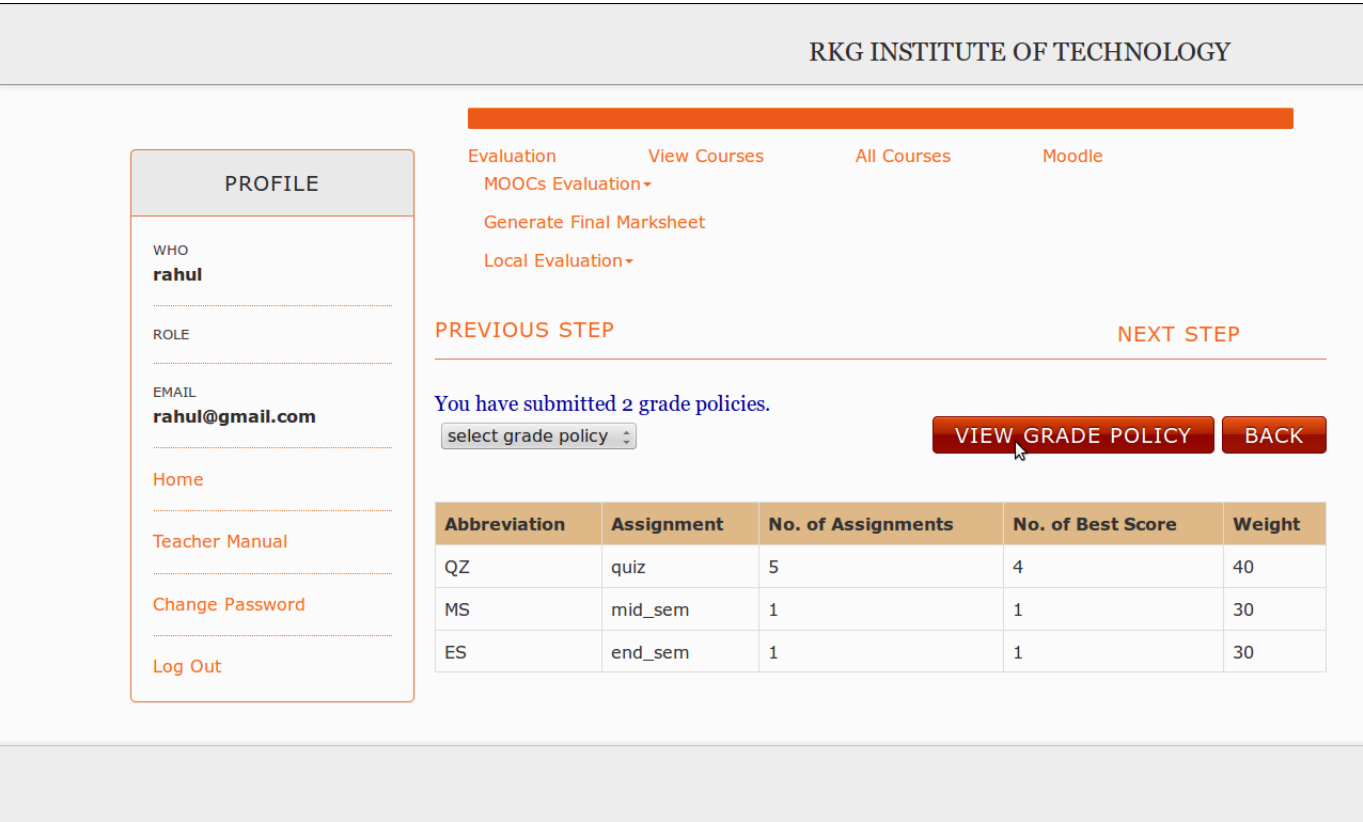 RKG INSTITUTE OF TECHNOLOGY
Evaluation View Courses All Courses Moodle
MOOCs Evaluation
Generate Final Marksheet
Local Evaluation
PROFILE
WHO
rahul
ROLE
EMAIL
rahul@gmail.com
Home
Teacher Manual
Change Password
Log Out
PREVIOUS STEP NEXT STEP
You have submitted 2 grade policies.
select grade policy VIEW GRADE POLICY BACK
Abbreviation Assignment No. of Assignments No. of Best Score Weight
QZ quiz 5 4 40
MS mid_sem 1 1 30
ES end_sem 1 1 30